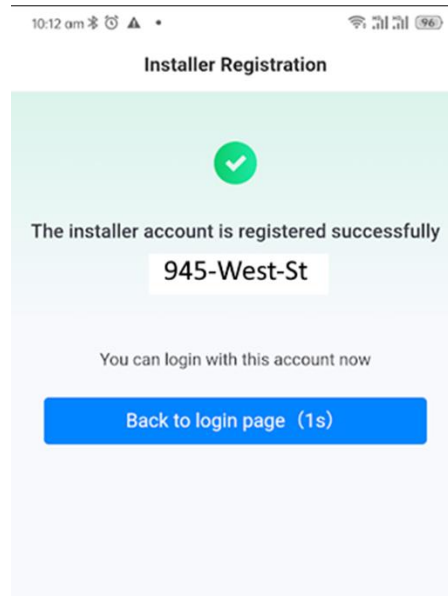 10:12 am
96
Installer Registration
The installer account is registered successfully
945-West-St
You can login with this account now
Back to login page（1s）